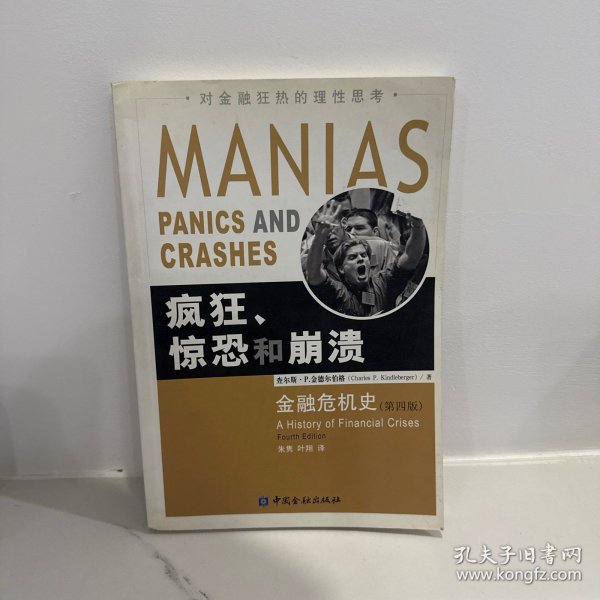 ·对金融狂热的理性思考·
MANIAS
PANICS AND
CRASHES
疯狂、
惊恐和崩溃
查尔斯·P.金德尔伯格(Charles P. Kindleberger)/著
金融危机史(第四版)
A History of Financial Crises
Fourth Edition
朱隽 叶翔 译
中国金融出版社
孔夫子旧书网
www.kongfz.com